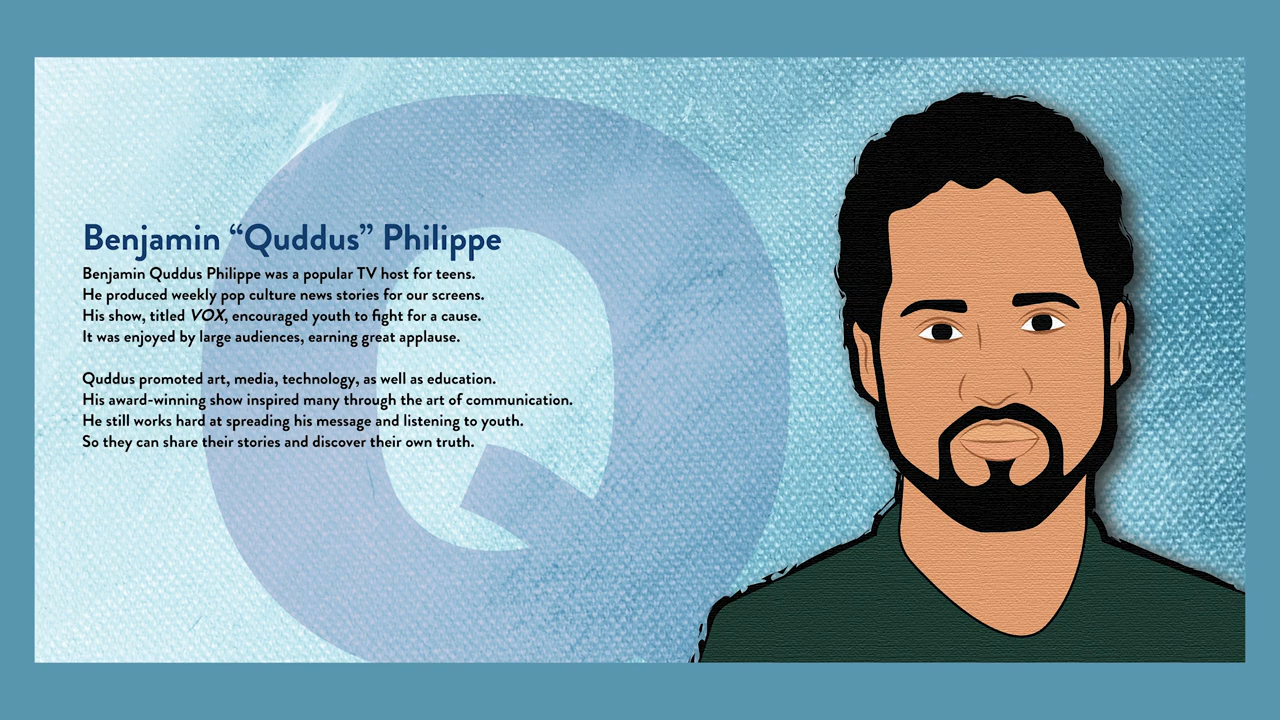 Q
Benjamin “Quddus” Philippe
Benjamin Quddus Philippe was a popular TV host for teens.
He produced weekly pop culture news stories for our screens.
His show, titled VOX, encouraged youth to fight for a cause.
It was enjoyed by large audiences, earning great applause.
Quddus promoted art, media, technology, as well as education.
His award-winning show inspired many through the art of communication.
He still works hard at spreading his message and listening to youth.
So they can share their stories and discover their own truth.